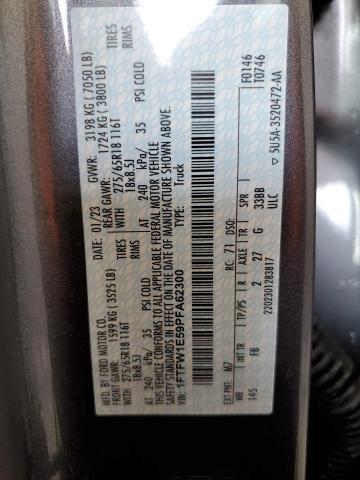 MFD. BY FORD MOTOR CO.
DATE: 01/23 GVWR: 3198 KG ( 7050 LB)
FRONT GAWR: 1599 KG ( 3525 LB) REAR GAWR: 1724 KG ( 3800 LB)
WITH 275/65R18 116T WITH 275/65R18 116T TIRES
18x8.5J TIRES RIMS 18x8.5J RIMS
AT 240 kPa/ 35 PSI COLD AT 240 kPa/ 35 PSI COLD
THIS VEHICLE CONFORMS TO ALL APPLICABLE FEDERAL MOTOR VEHICLE
SAFETY STANDARDS IN EFFECT ON THE DATE OF MANUFACTURE SHOWN ABOVE.
VIN: 1FTFW1E59PFA62300
TYPE: Truck
F0146
T0746
EXT PNT: M7 RC: 71 DSO:
WB TP/PS R AXLE TR SPR
145 FB 2 27 G 33BB
2202301283817 ULC
5U5A-3520472-AA